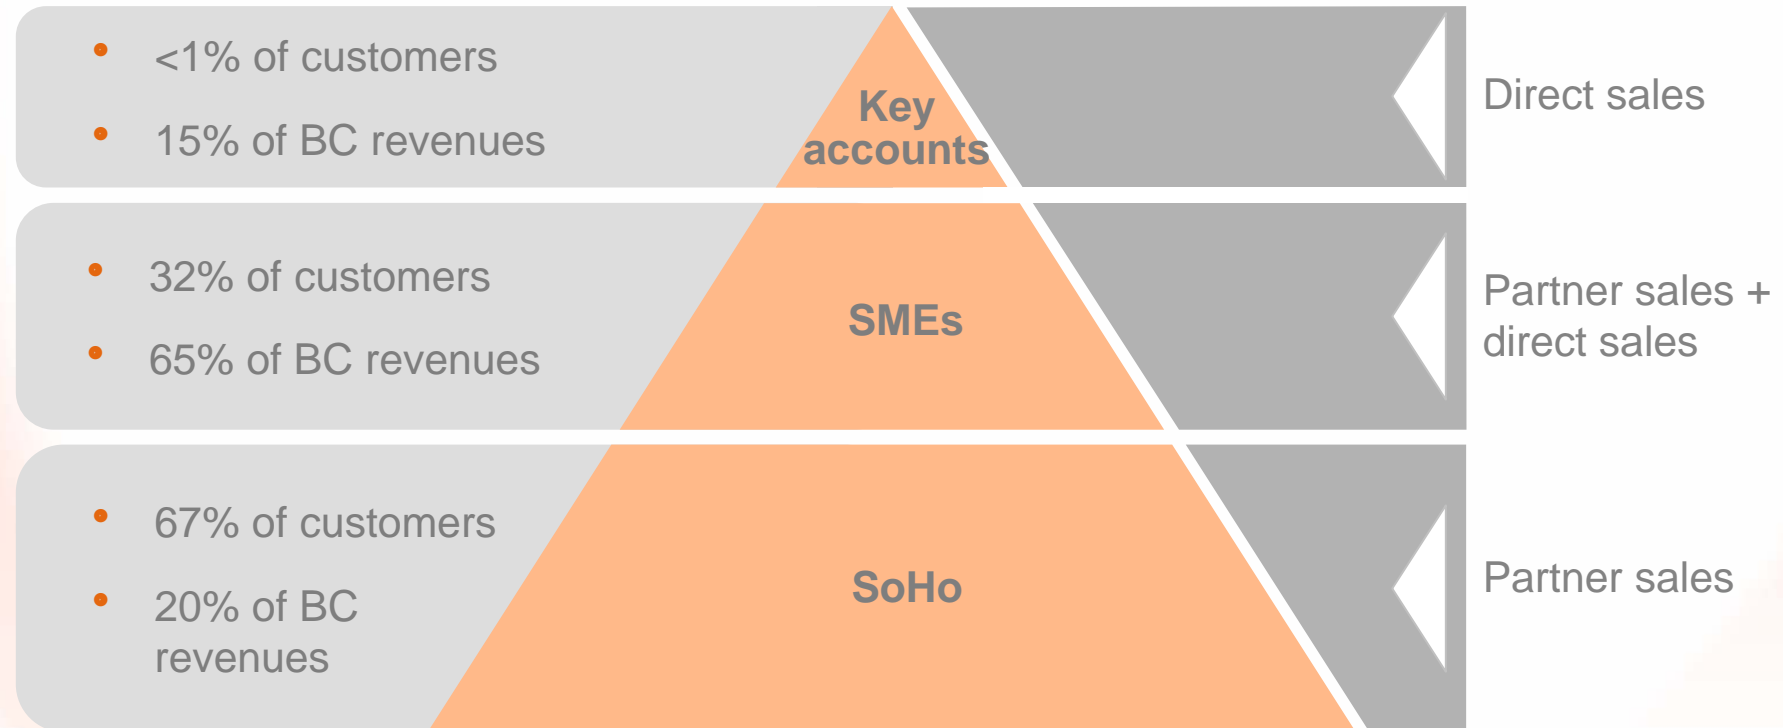 <1% of customers
15% of BC revenues
Key
accounts
Direct sales
32% of customers
65% of BC revenues
SMEs
Partner sales +
direct sales
67% of customers
20% of BC
revenues
SoHo
Partner sales